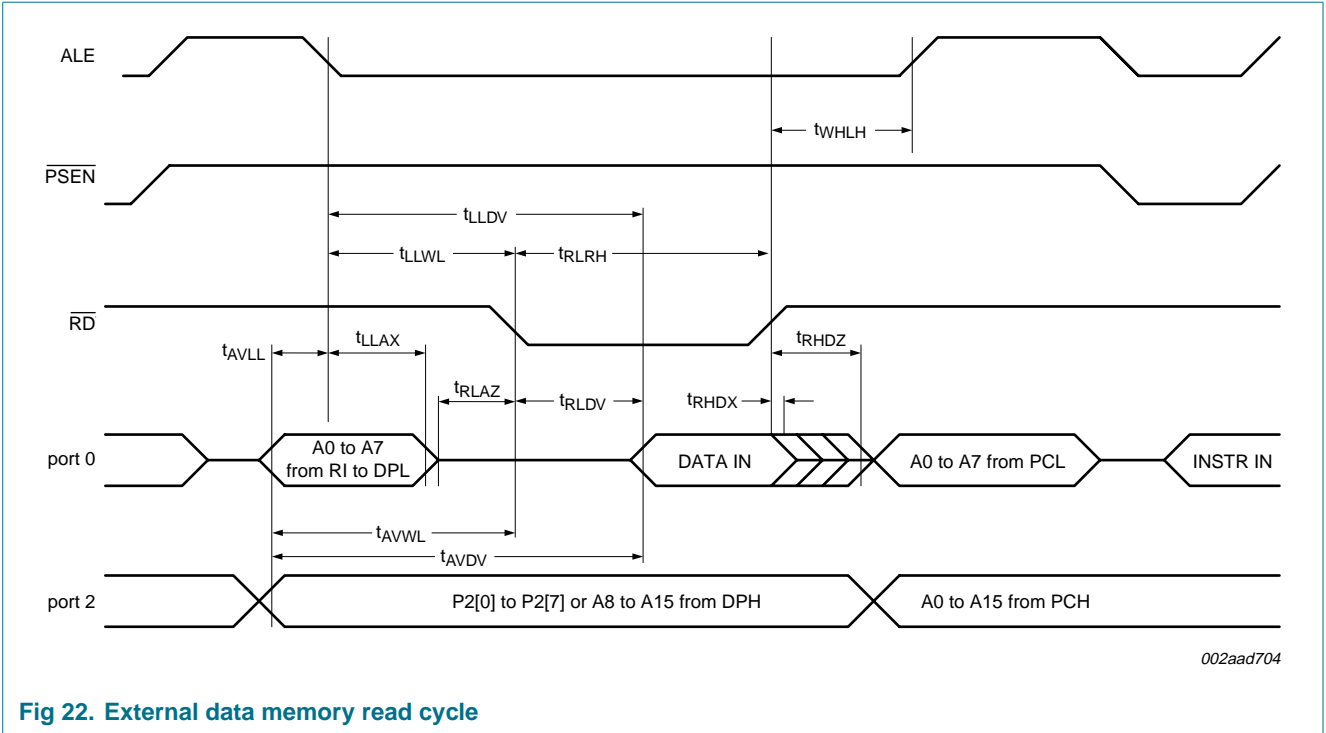 ALE
tWHLH
PSEN
tLLDV
tLLWL
tRLRH
RD
tAVLL
tLLAX
tRHDZ
tRLAZ
tRLDV
tRHDX
port 0
A0 to A7
from RI to DPL
DATA IN
A0 to A7 from PCL
INSTR IN
tAVWL
tAVDV
port 2
P2[0] to P2[7] or A8 to A15 from DPH
A0 to A15 from PCH
002aad704
Fig 22. External data memory read cycle